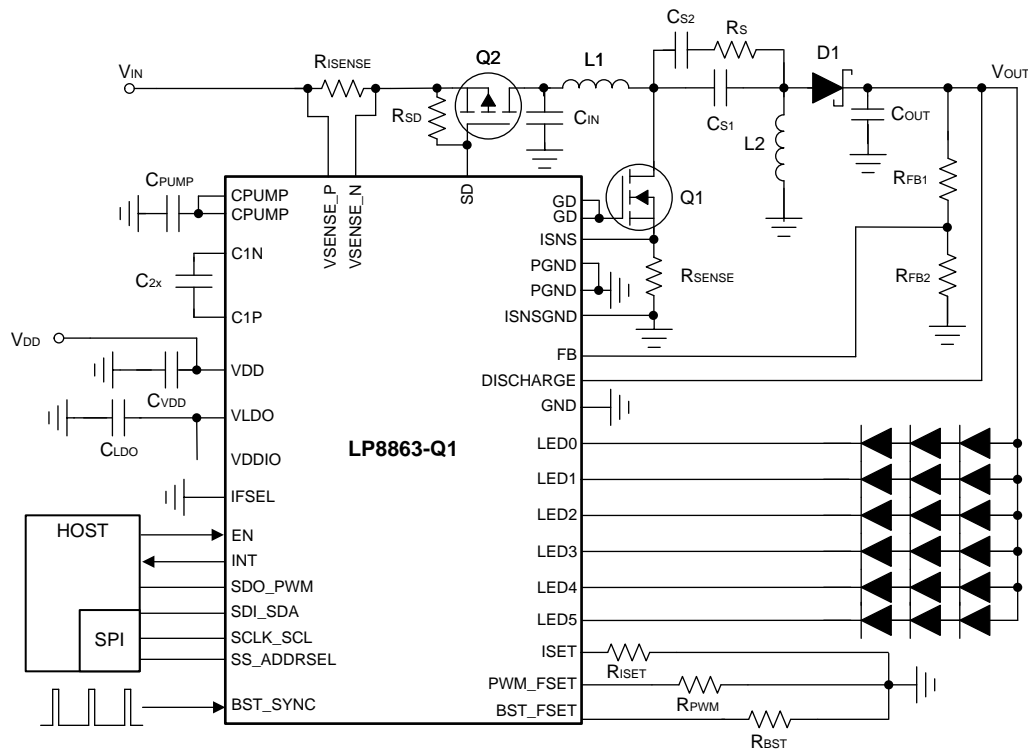 VIN
RISENSE
Q2
L1
CS2
RS
D1
VOUT
RSD
CIN
CS1
L2
COUT
RFB1
CPUMP
CPUMP
CPUMP
VSENSE_P
VSENSE_N
SD
GD
GD
Q1
ISNS
C1N
PGND
RSENSE
RFB2
C2x
PGND
C1P
ISNSGND
VDD
FB
VDD
DISCHARGE
CVDD
GND
VLDO
CLDO
LP8863-Q1
LED0
VDDIO
LED1
IFSEL
LED2
HOST
EN
LED3
INT
SDO_PWM
LED4
SDI_SDA
LED5
SPI
SCLK_SCL
SS_ADDRSEL
ISET
RISET
PWM_FSET
RPWM
BST_SYNC
BST_FSET
RBST